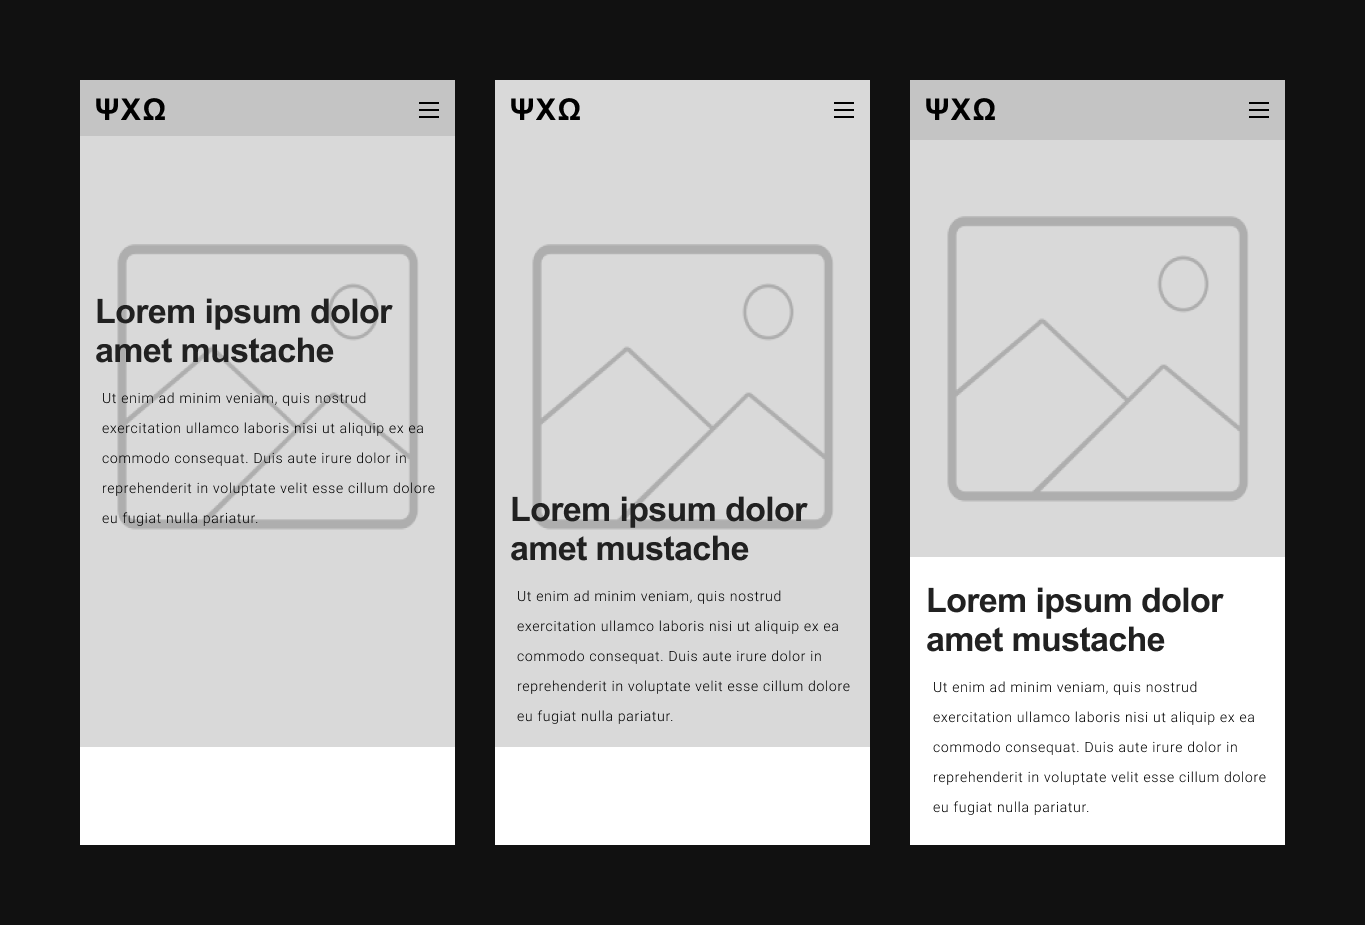 ΨΧΩ
Lorem ipsum dolor
amet mustache
Ut enim ad minim veniam, quis nostrud
exercitation ullamco laboris nisi ut aliquip ex ea
commodo consequat. Duis aute irure dolor in
reprehenderit in voluptate velit esse cillum dolore
eu fugiat nulla pariatur.
ΨΧΩ
Lorem ipsum dolor
amet mustache
Ut enim ad minim veniam, quis nostrud
exercitation ullamco laboris nisi ut aliquip ex ea
commodo consequat. Duis aute irure dolor in
reprehenderit in voluptate velit esse cillum dolore
eu fugiat nulla pariatur.
ΨΧΩ
Lorem ipsum dolor
amet mustache
Ut enim ad minim veniam, quis nostrud
exercitation ullamco laboris nisi ut aliquip ex ea
commodo consequat. Duis aute irure dolor in
reprehenderit in voluptate velit esse cillum dolore
eu fugiat nulla pariatur.